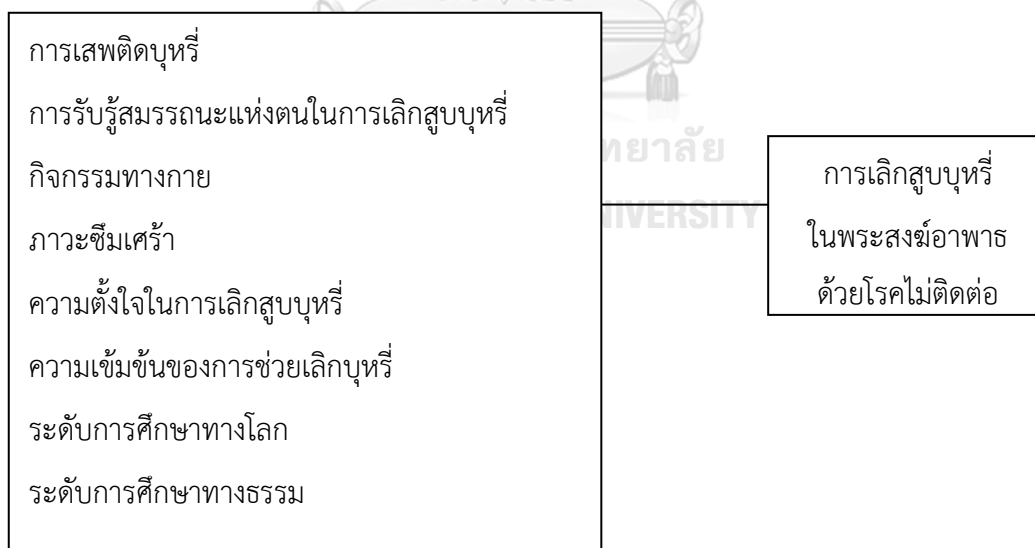 การเสพติดบุหรี่
การรับรู้สมรรถนะแห่งตนในการเลิกสูบบุหรี่
กิจกรรมทางกาย
ภาวะซึมเศร้า
ความตั้งใจในการเลิกสูบบุหรี่
ความเข้มข้นของการช่วยเลิกบุหรี่
ระดับการศึกษาทางโลก
ระดับการศึกษาทางธรรม
ทยาลัย
NIVERSITY
การเลิกสูบบุหรี่
ในพระสงฆ์อาพาธ
ด้วยโรคไม่ติดต่อ